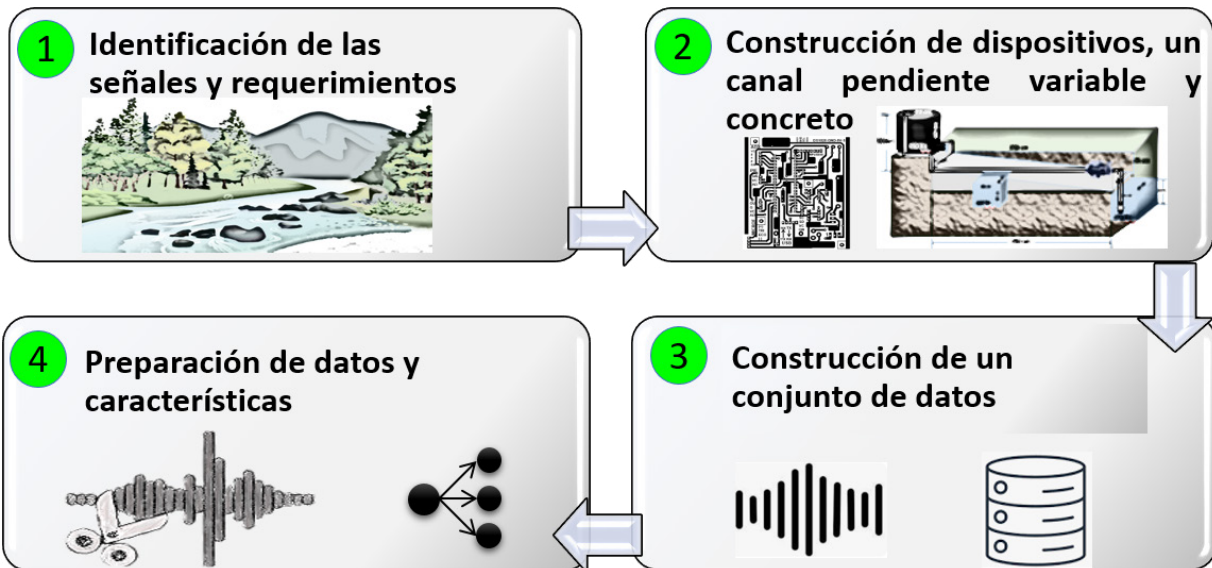 1
Identificación de las
señales y requerimientos
2
Construcción de dispositivos, un
canal pendiente variable y
concreto
3
Construcción de un
conjunto de datos
4
Preparación de datos y
característísticas